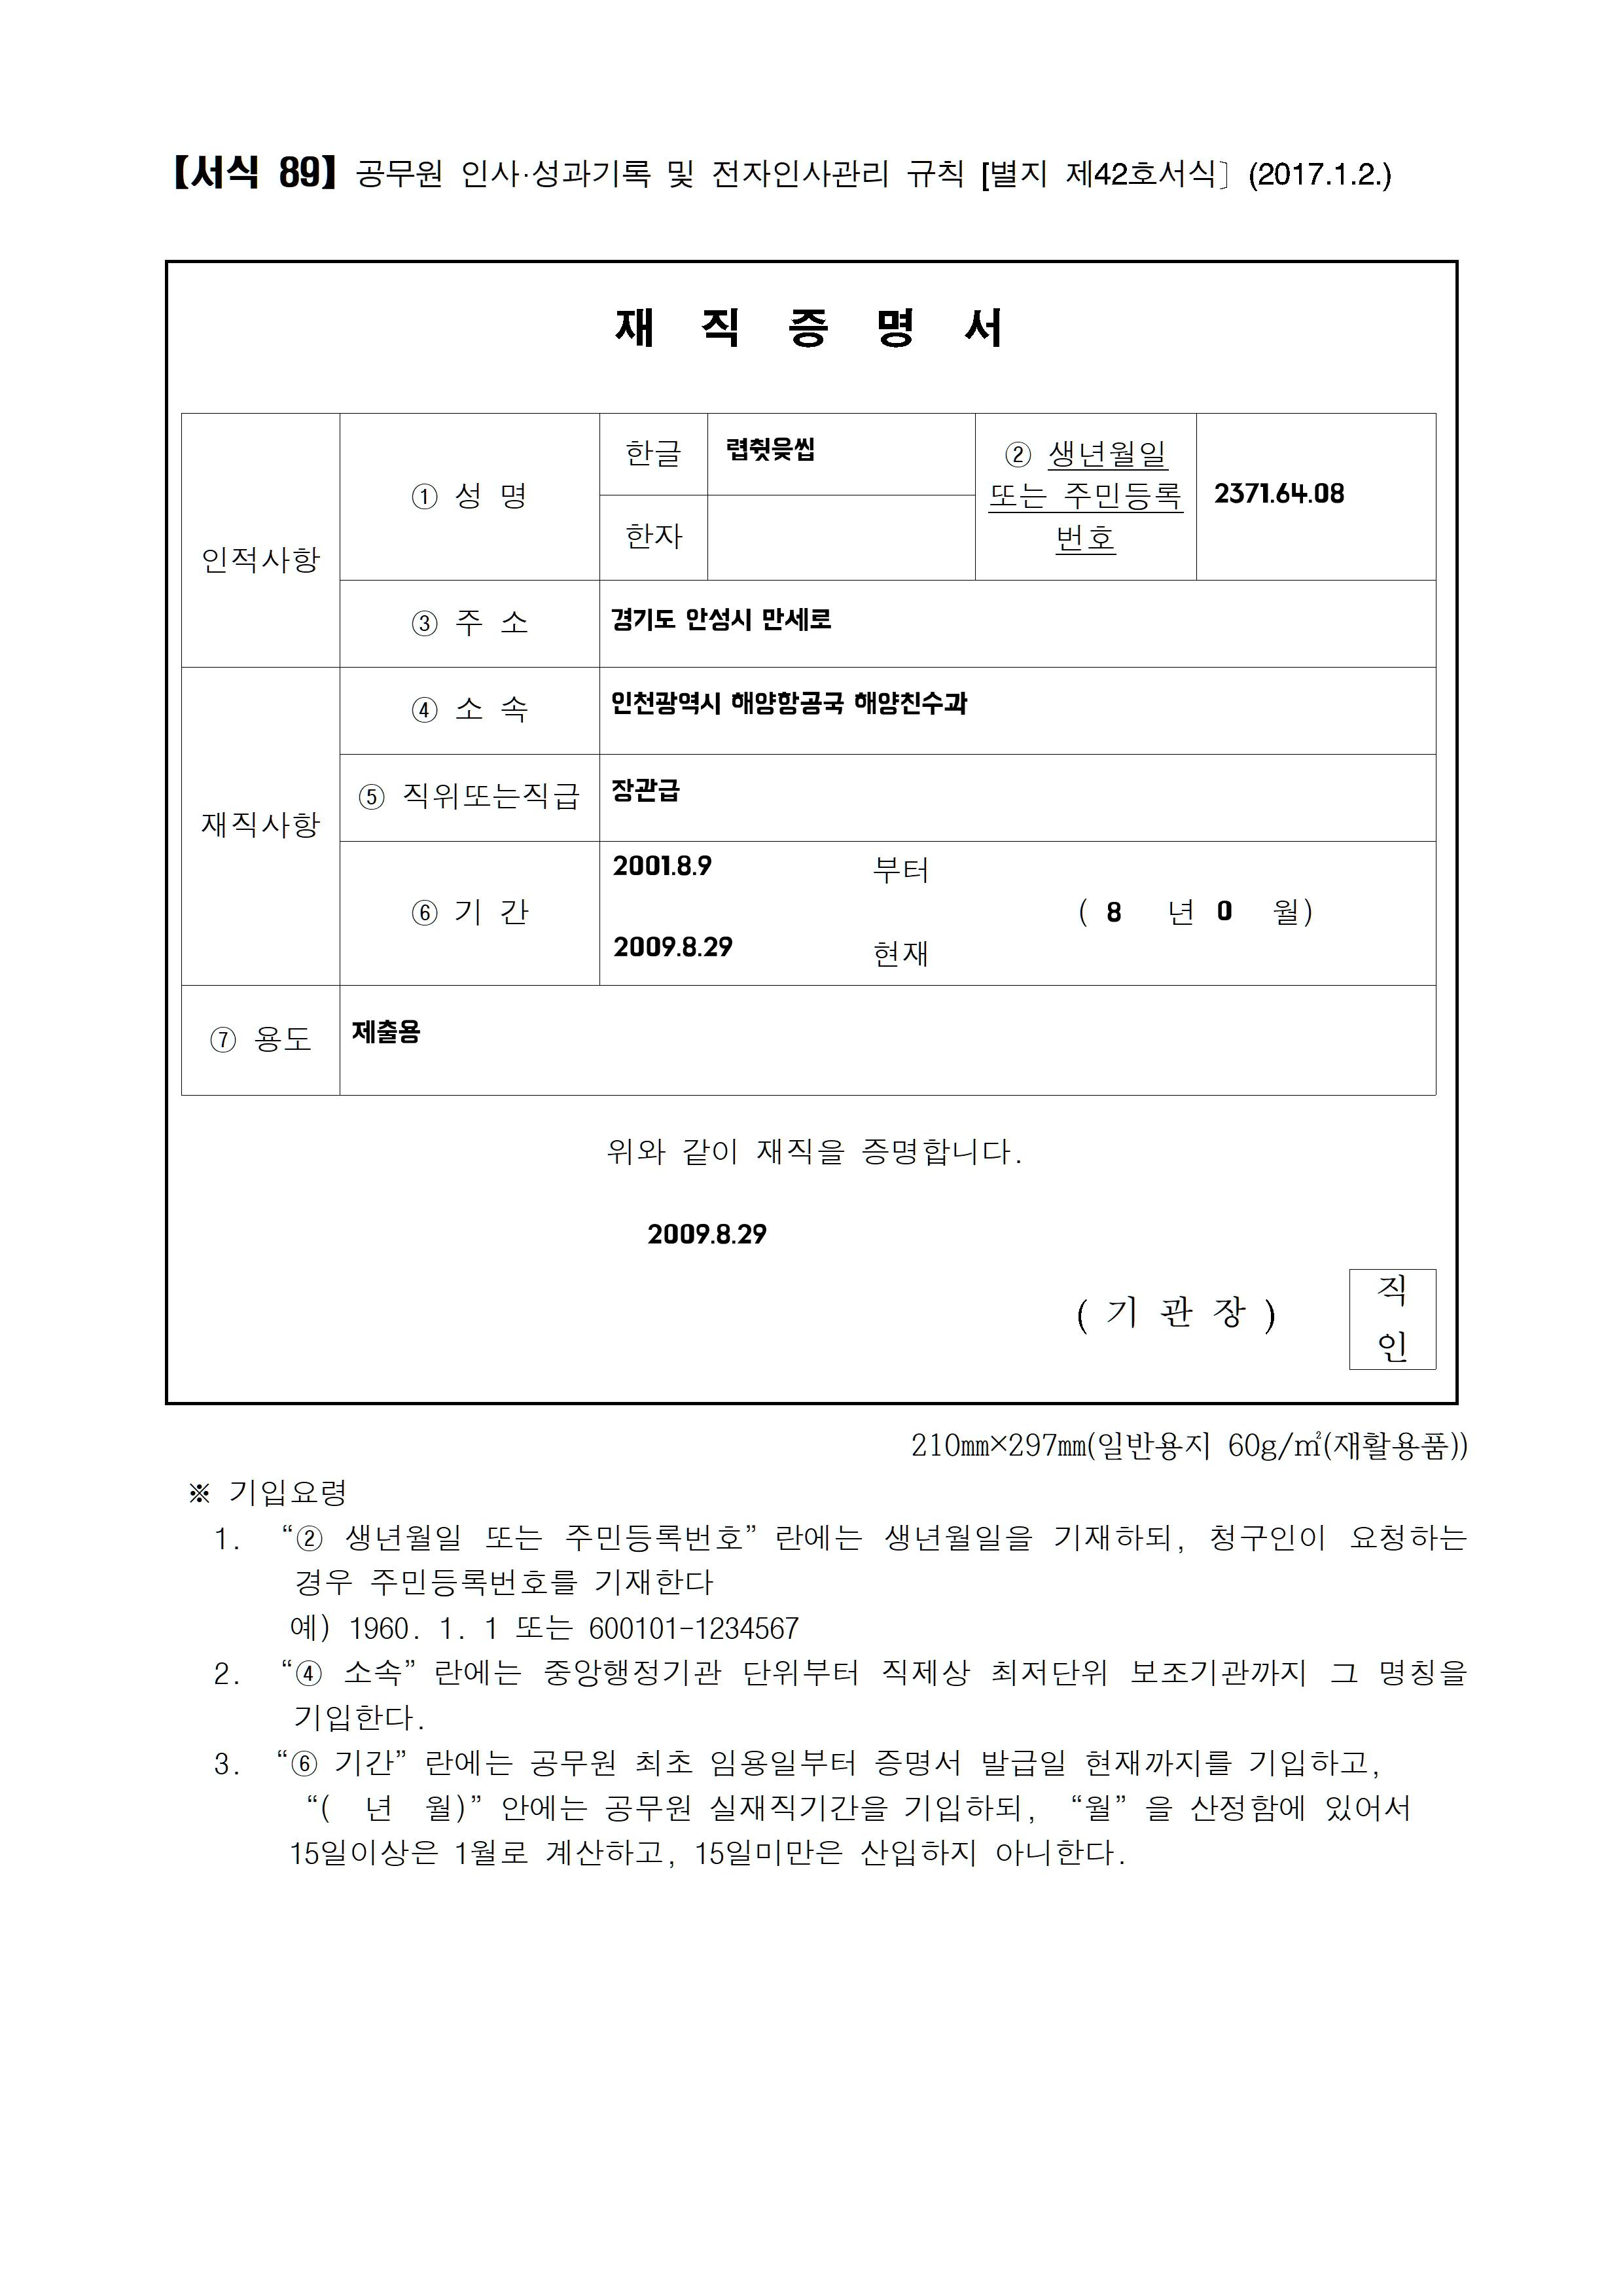 【서식 89】 공무원 인사·성과기록 및 전자인사관리 규칙 [별지 제42호서식〕 (2017.1.2.)
재 직 증 명 서
인적사항
① 성 명
한글
렵췻읒씹
한자
② 생년월일
또는 주민등록
번호
2371.64.08
③ 주 소
경기도 안성시 만세로
재직사항
④ 소 속
인천광역시 해양항공국 해양친수과
⑤ 직위또는직급
장관급
⑥ 기 간
2001.8.9 부터
( 8 년 0 월)
2009.8.29 현재
⑦ 용도
제출용
위와 같이 재직을 증명합니다.
2009.8.29
( 기 관 장 )
직
인
210㎜×297㎜(일반용지 60g/㎡(재활용품))
※ 기입요령
1. “② 생년월일 또는 주민등록번호” 란에는 생년월일을 기재하되, 청구인이 요청하는
경우 주민등록번호를 기재한다
예) 1960. 1. 1 또는 600101-1234567
2. “④ 소속” 란에는 중앙행정기관 단위부터 직제상 최저단위 보조기관까지 그 명칭을
기입한다.
3. “⑥ 기간” 란에는 공무원 최초 임용일부터 증명서 발급일 현재까지를 기입하고,
“( 년 월)” 안에는 공무원 실재직기간을 기입하되, “월” 을 산정함에 있어서
15일이상은 1월로 계산하고, 15일미만은 산입하지 아니한다.